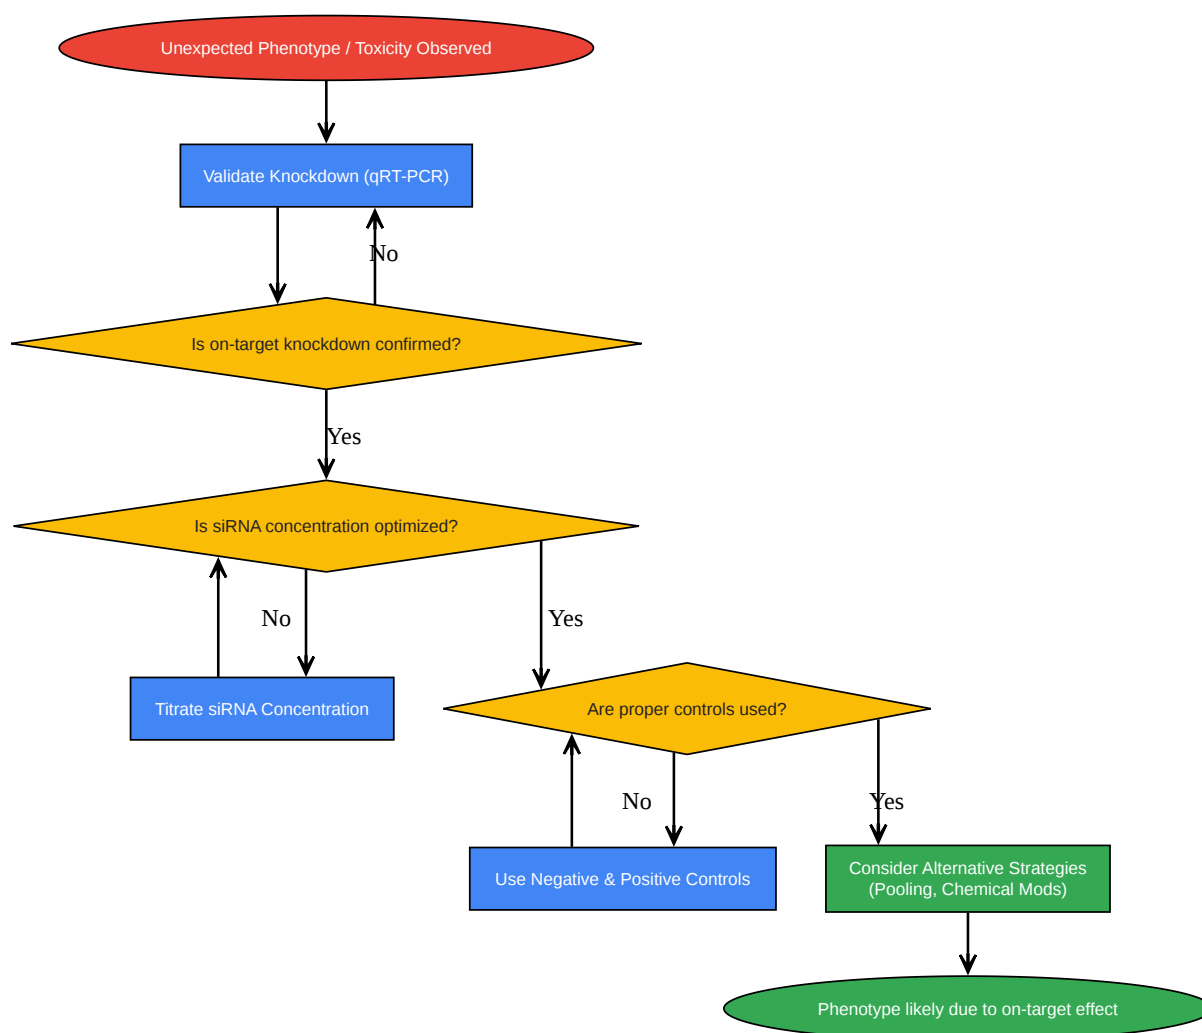 Unexpected Phenotype / Toxicity Observed
Validate Knockdown (qRT-PCR)
No
Is on-target knockdown confirmed?
Yes
Is siRNA concentration optimized?
No
Yes
Titrate siRNA Concentration
Are proper controls used?
No
Yes
Use Negative & Positive Controls
Consider Alternative Strategies
(Pooling, Chemical Mods)
Phenotype likely due to on-target effect